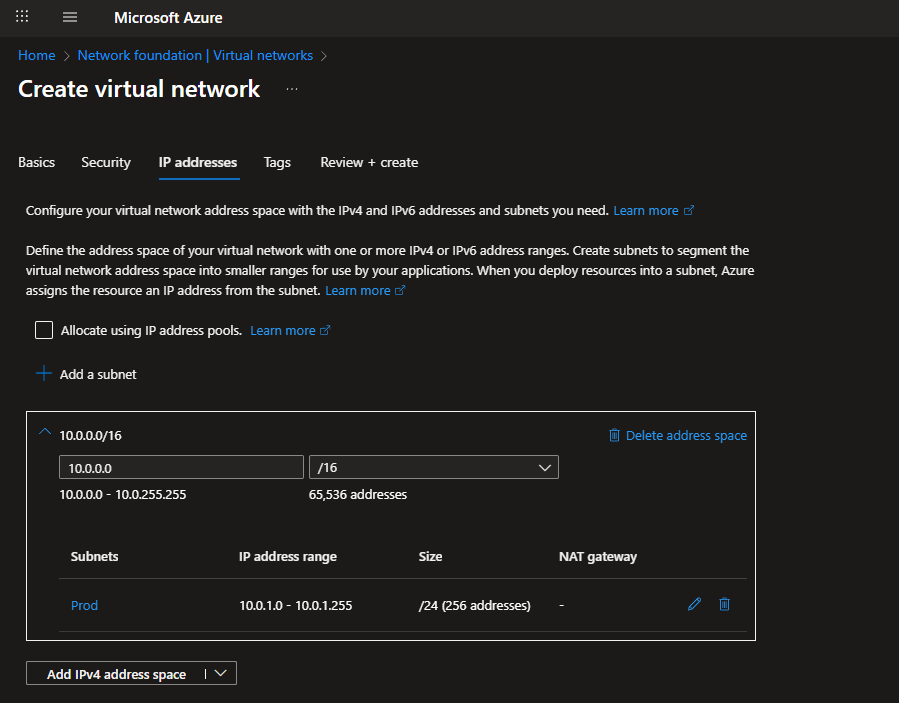 Microsoft Azure
Home > Network foundation | Virtual networks >
Create virtual network ...
Basics Security IP addresses Tags Review + create
Configure your virtual network address space with the IPv4 and IPv6 addresses and subnets you need. Learn more
Define the address space of your virtual network with one or more IPv4 or IPv6 address ranges. Create subnets to segment the
virtual network address space into smaller ranges for use by your applications. When you deploy resources into a subnet, Azure
assigns the resource an IP address from the subnet. Learn more
Allocate using IP address pools. Learn more
Add a subnet
10.0.0.0/16 Delete address space
10.0.0.0 /16
10.0.0.0 - 10.0.255.255 65,536 addresses
Subnets IP address range Size NAT gateway
Prod 10.0.1.0 - 10.0.1.255 /24 (256 addresses) -
Add IPv4 address space